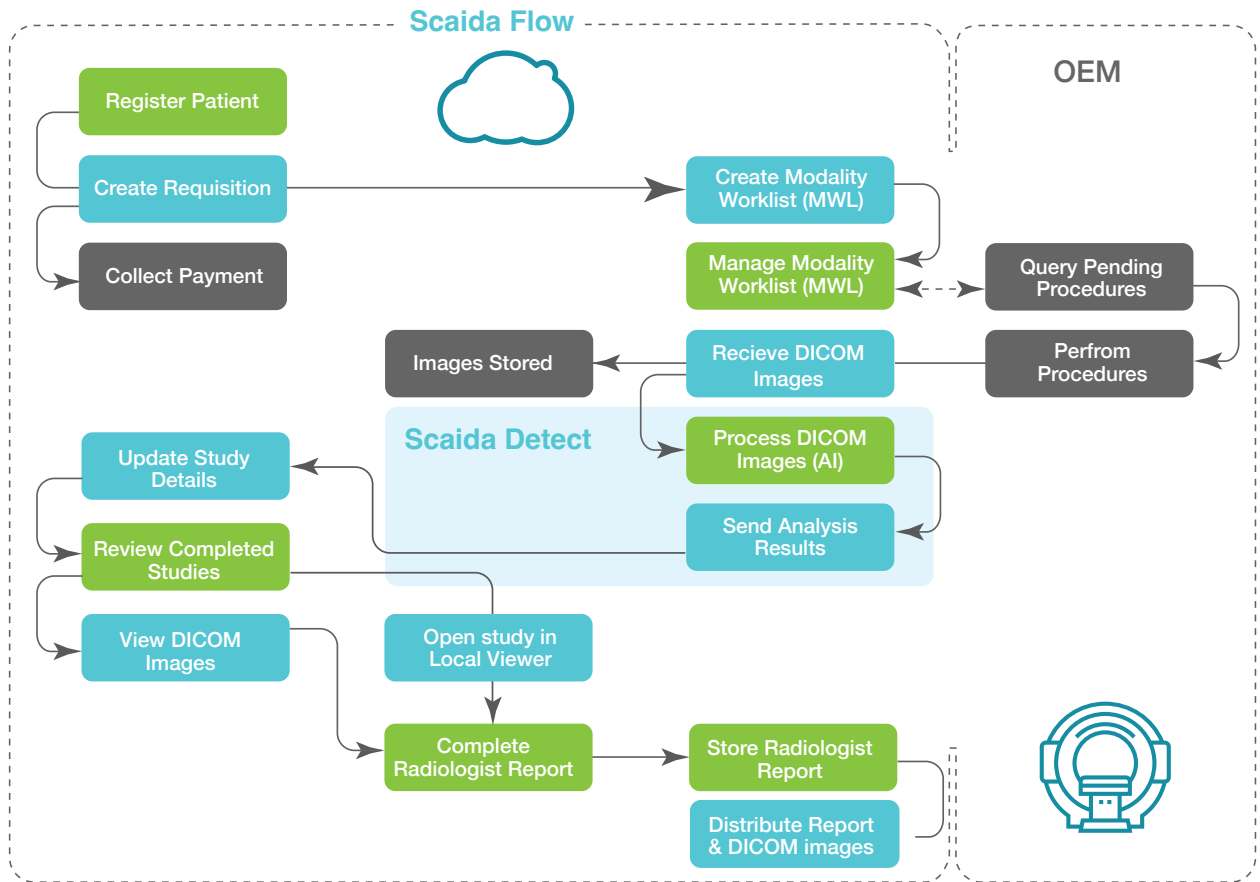 Scaida Flow
OEM
Register Patient
Create Requisition
Collect Payment
Create Modality
Worklist (MWL)
Manage Modality
Worklist (MWL)
Query Pending
Procedures
Perfrom
Procedures
Recieve DICOM
Images
Images Stored
Scaida Detect
Process DICOM
Images (AI)
Send Analysis
Results
Update Study
Details
Review Completed
Studies
View DICOM
Images
Open study in
Local Viewer
Complete
Radiologist Report
Store Radiologist
Report
Distribute Report
& DICOM images